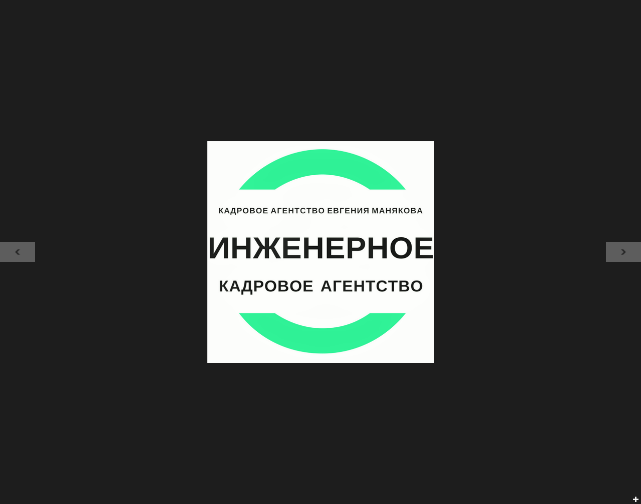 КАДРОВОЕ АГЕНТСТВО ЕВГЕНИЯ МАНЯКОВА
ИНЖЕНЕРНОЕ
КАДРОВОЕ АГЕНТСТВО